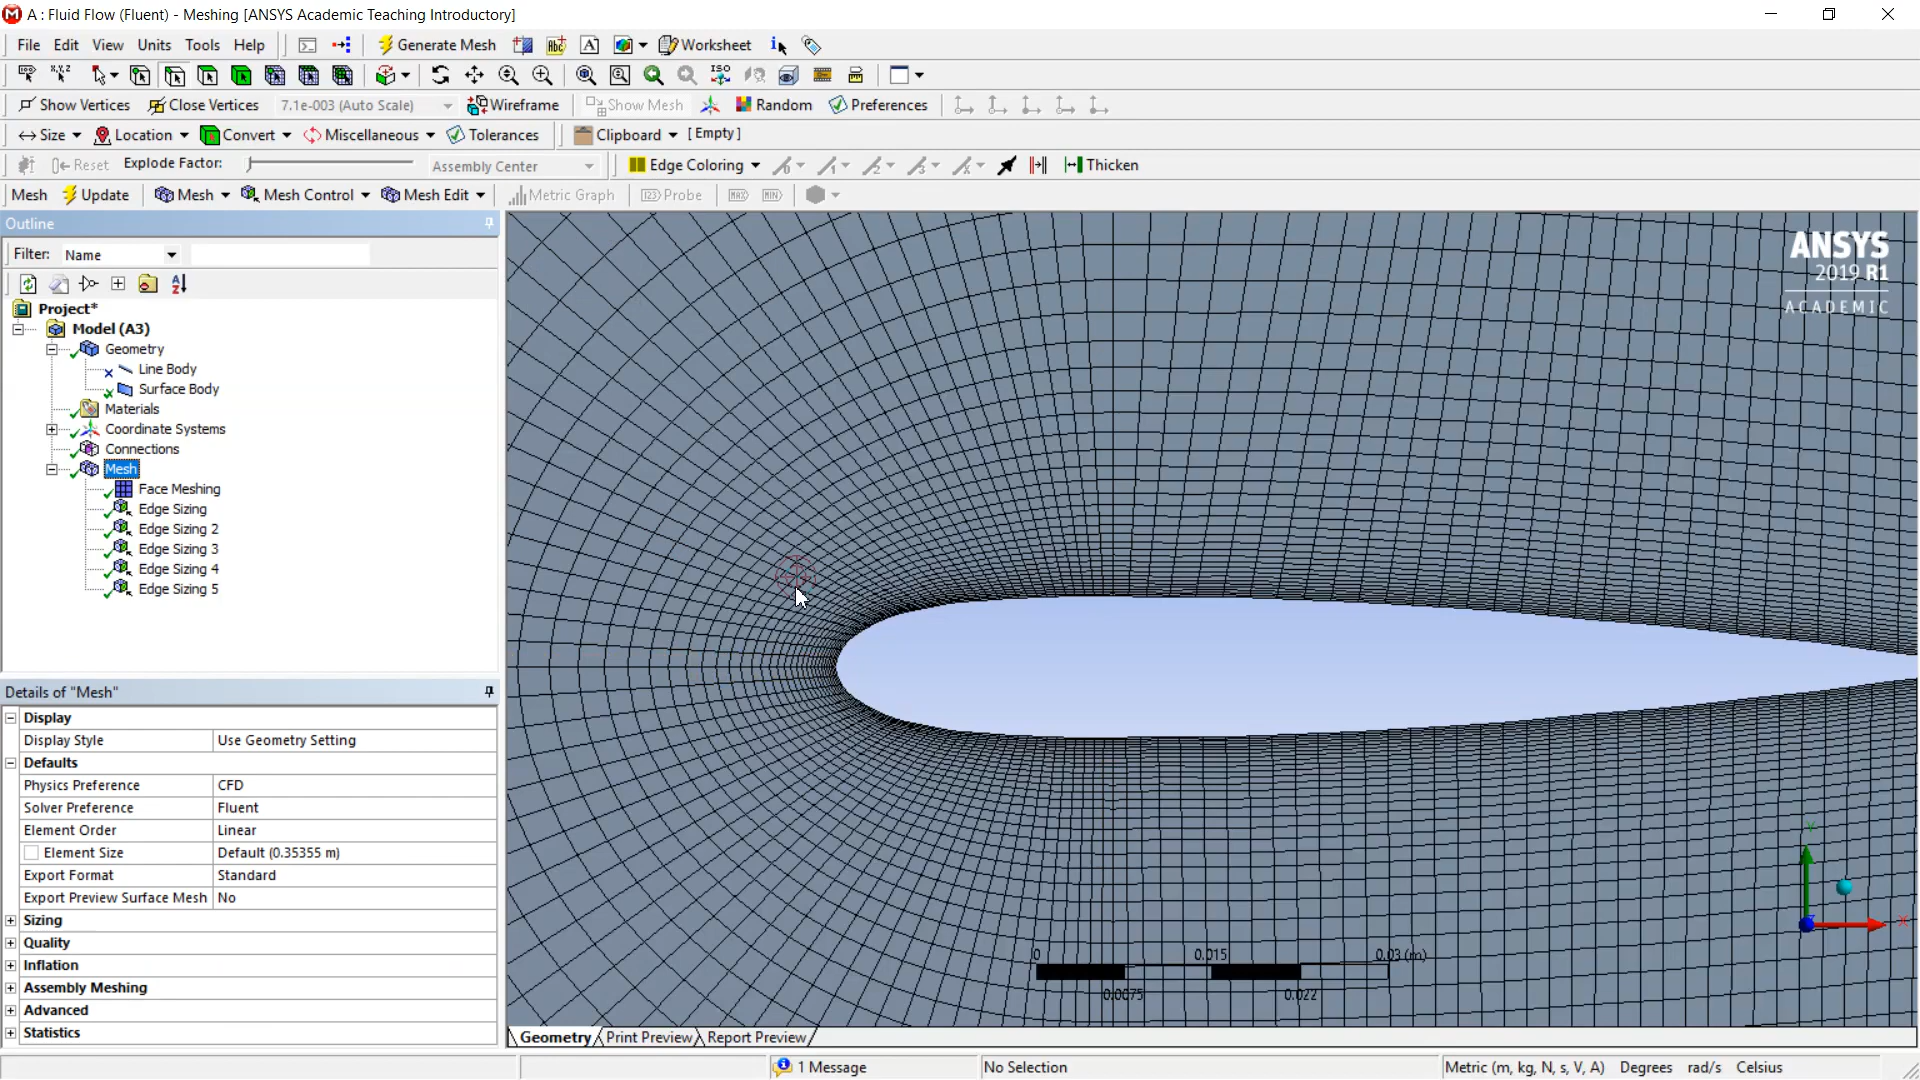 A : Fluid Flow (Fluent) - Meshing [ANSYS Academic Teaching Introductory]
File Edit View Units Tools Help Generate Mesh Abc A Worksheet i
x,y,z ISO
Show Vertices Close Vertices 7.1e-003 (Auto Scale) Wireframe Show Mesh Random Preferences
Size Location Convert Miscellaneous Tolerances Clipboard [ Empty ]
Reset Explode Factor: Assembly Center Edge Coloring Thicken
Mesh Update Mesh Mesh Control Mesh Edit Metric Graph Probe MAX MIN
Outline
Filter: Name
Project*
Model (A3)
Geometry
Line Body
Surface Body
Materials
Coordinate Systems
Connections
Mesh
Face Meshing
Edge Sizing
Edge Sizing 2
Edge Sizing 3
Edge Sizing 4
Edge Sizing 5
Details of "Mesh"
Display
Display Style Use Geometry Setting
Defaults
Physics Preference CFD
Solver Preference Fluent
Element Order Linear
Element Size Default (0.35355 m)
Export Format Standard
Export Preview Surface Mesh No
Sizing
Quality
Inflation
Assembly Meshing
Advanced
Statistics
ANSYS
2019 R1
ACADEMIC
Y
X
0 0.015 0.03 (m)
0.0075 0.022
Geometry Print Preview Report Preview
1 Message No Selection Metric (m, kg, N, s, V, A) Degrees rad/s Celsius